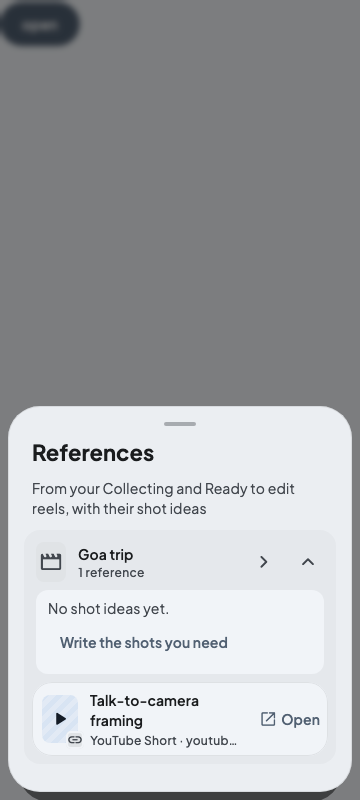 open
References
From your Collecting and Ready to edit
reels, with their shot ideas
Goa trip
1 reference
No shot ideas yet.
Write the shots you need
Talk-to-camera
framing
YouTube Short · youtub…
Open